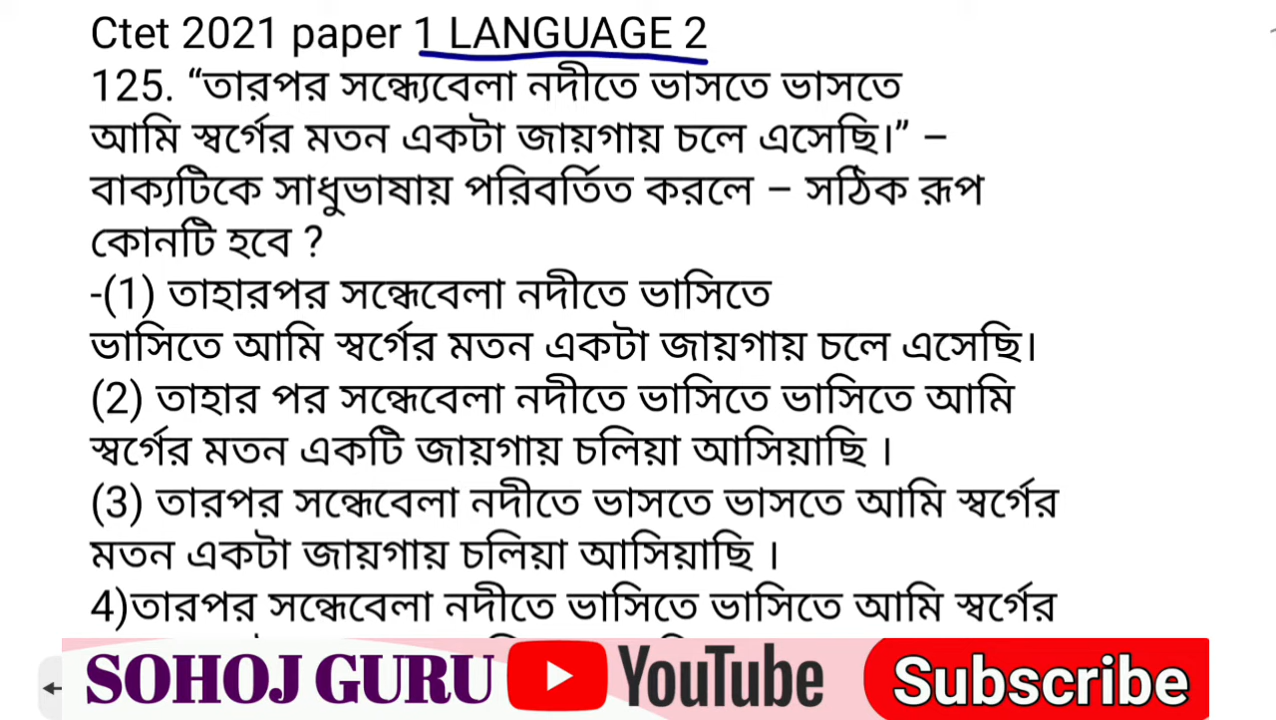 Ctet 2021 paper 1 LANGUAGE 2
125. “তারপর সন্ধ্যেবেলা নদীতে ভাসতে ভাসতে
আমি স্বর্গের মতন একটা জায়গায় চলে এসেছি।” –
বাক্যটিকে সাধুভাষায় পরিবর্তিত করলে – সঠিক রূপ
কোনটি হবে ?
-(1) তাহারপর সন্ধেবেলা নদীতে ভাসিতে
ভাসিতে আমি স্বর্গের মতন একটা জায়গায় চলে এসেছি।
(2) তাহার পর সন্ধেবেলা নদীতে ভাসিতে ভাসিতে আমি
স্বর্গের মতন একটি জায়গায় চলিয়া আসিয়াছি ।
(3) তারপর সন্ধেবেলা নদীতে ভাসতে ভাসতে আমি স্বর্গের
মতন একটা জায়গায় চলিয়া আসিয়াছি ।
4)তারপর সন্ধেবেলা নদীতে ভাসিতে ভাসিতে আমি স্বর্গের
SOHOJ GURU YouTube Subscribe